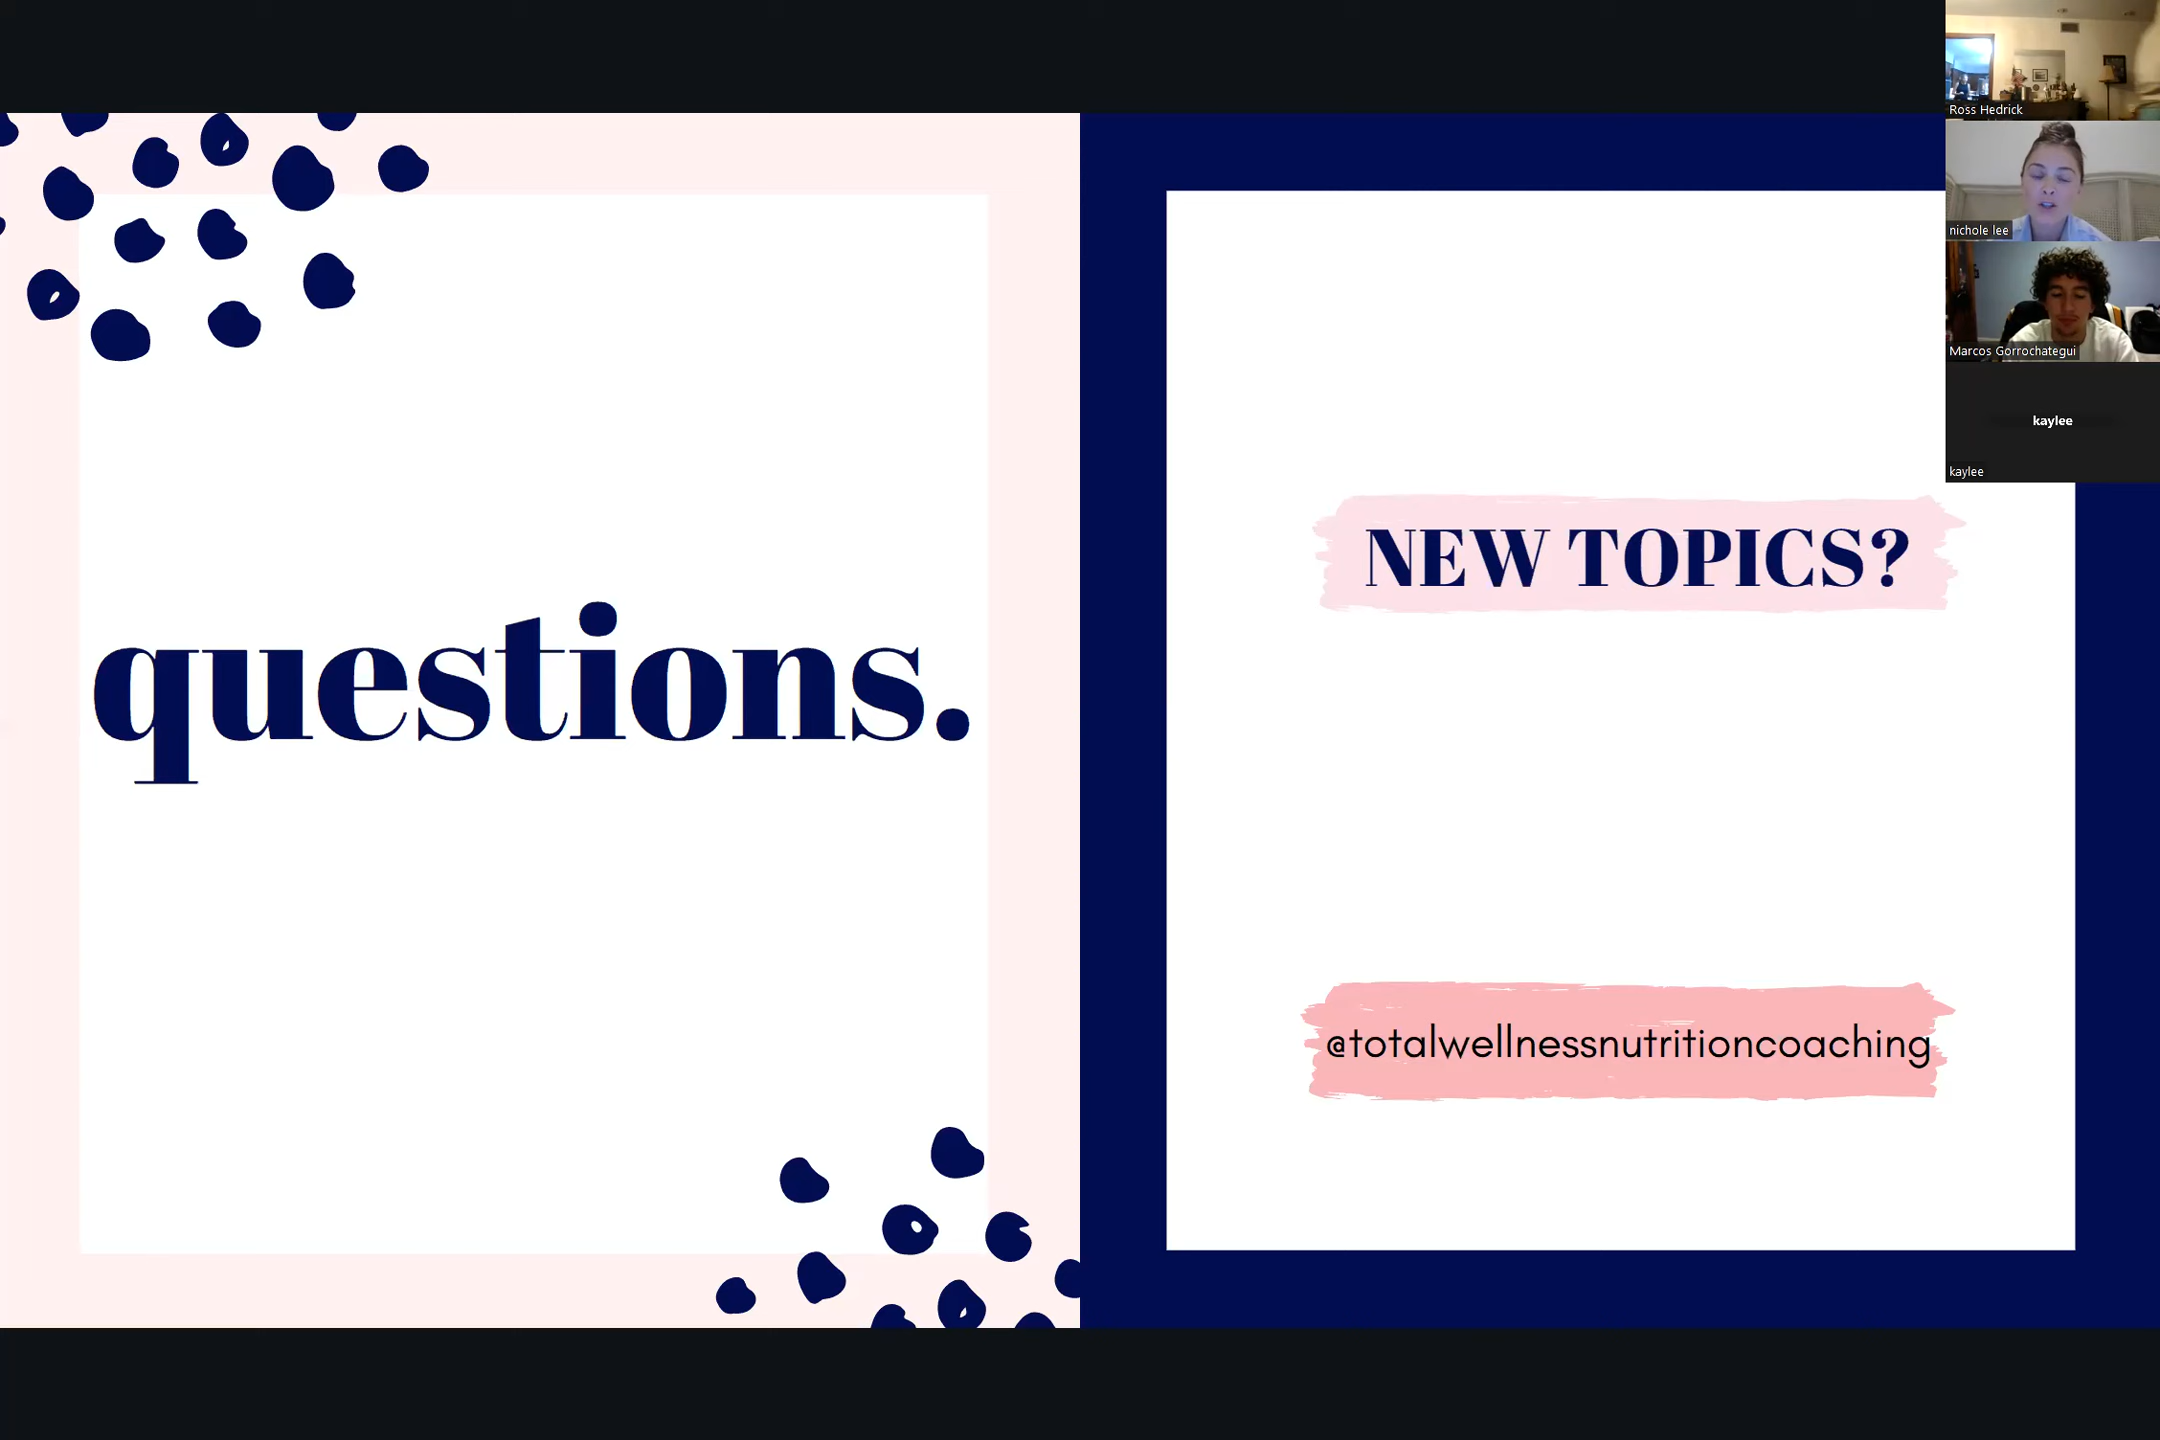 questions.
NEW TOPICS?
@totalwellnessnutritioncoaching
Ross Hedrick
nichole lee
Marcos Gorrochategui
kaylee
kaylee